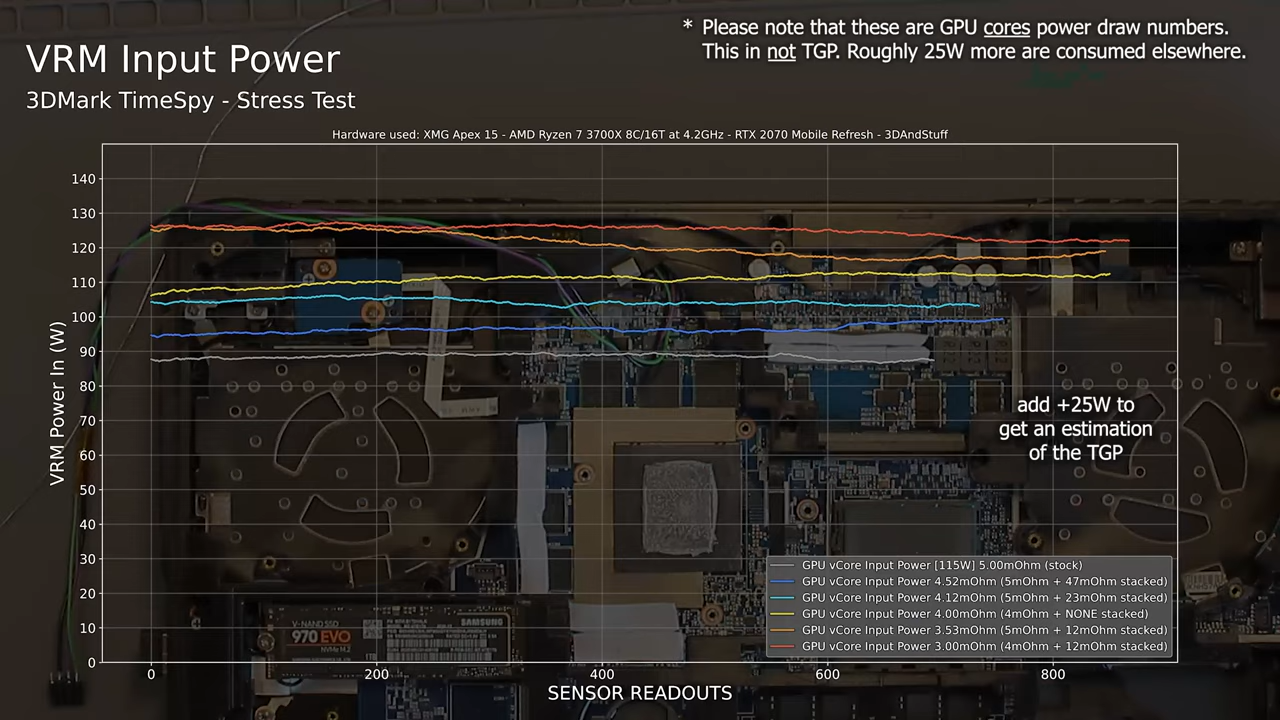 * Please note that these are GPU cores power draw numbers.
This in not TGP. Roughly 25W more are consumed elsewhere.
VRM Input Power
3DMark TimeSpy - Stress Test
Hardware used: XMG Apex 15 - AMD Ryzen 7 3700X 8C/16T at 4.2GHz - RTX 2070 Mobile Refresh - 3DAndStuff
VRM Power In (W)
140
130
120
110
100
90
80
70
60
50
40
30
20
10
0
add +25W to
get an estimation
of the TGP
GPU vCore Input Power [115W] 5.00mOhm (stock)
GPU vCore Input Power 4.52mOhm (5mOhm + 47mOhm stacked)
GPU vCore Input Power 4.12mOhm (5mOhm + 23mOhm stacked)
GPU vCore Input Power 4.00mOhm (4mOhm + NONE stacked)
GPU vCore Input Power 3.53mOhm (5mOhm + 12mOhm stacked)
GPU vCore Input Power 3.00mOhm (4mOhm + 12mOhm stacked)
V-NAND SSD
970 EVO
NVMe M.2
SAMSUNG
0 200 400 600 800
SENSOR READOUTS